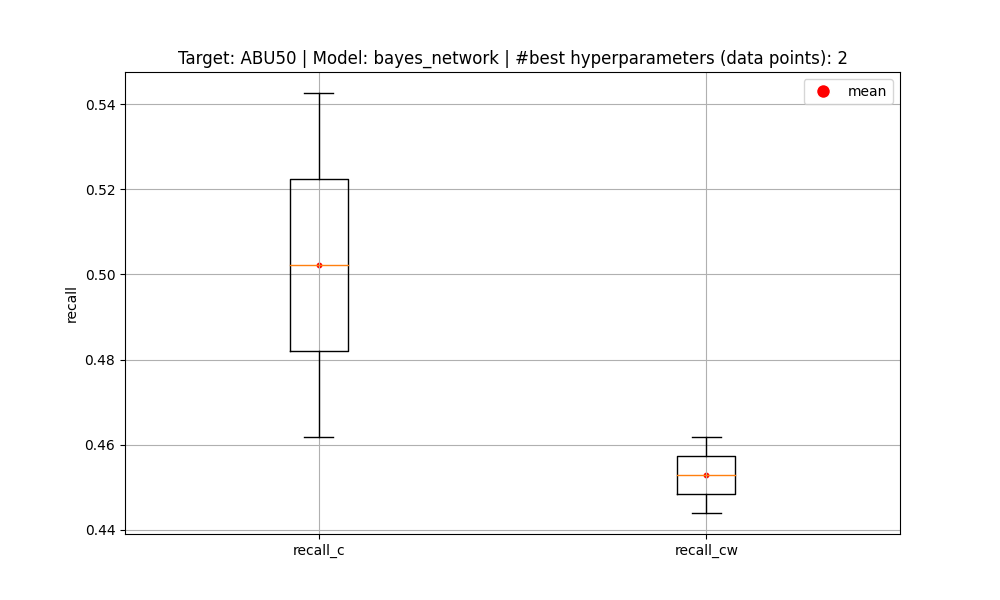 Target: ABU50 | Model: bayes_network | #best hyperparameters (data points): 2
mean
0.54
0.52
0.50
0.48
0.46
0.44
recall
recall_c
recall_cw